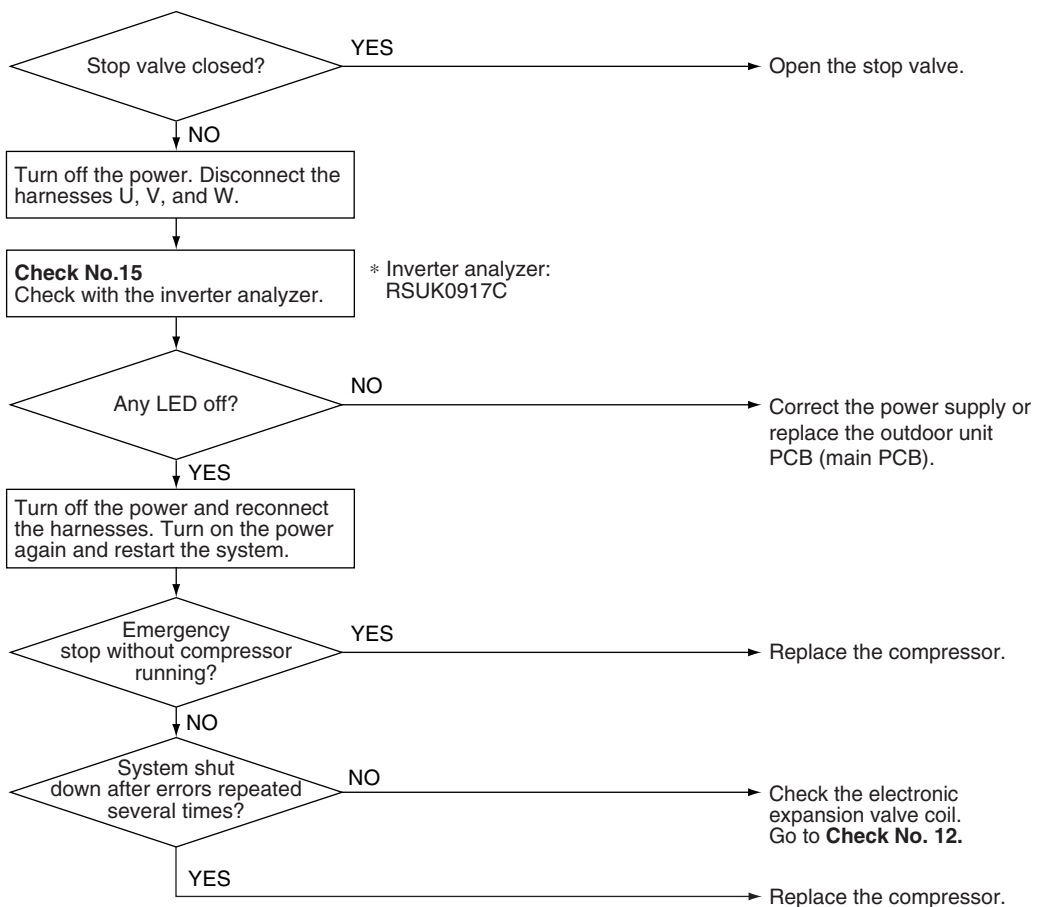 Stop valve closed?
YES
Open the stop valve.
NO
Turn off the power. Disconnect the
harnesses U, V, and W.
Check No.15
Check with the inverter analyzer.
* Inverter analyzer:
RSUK0917C
Any LED off?
NO
Correct the power supply or
replace the outdoor unit
PCB (main PCB).
YES
Turn off the power and reconnect
the harnesses. Turn on the power
again and restart the system.
Emergency
stop without compressor
running?
YES
Replace the compressor.
NO
System shut
down after errors repeated
several times?
NO
Check the electronic
expansion valve coil.
Go to Check No. 12.
YES
Replace the compressor.